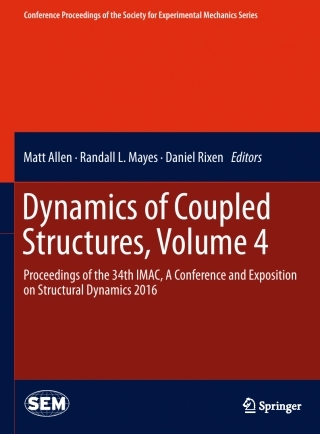 Conference Proceedings of the Society for Experimental Mechanics Series
Matt Allen · Randall L. Mayes · Daniel Rixen Editors
Dynamics of Coupled
Structures, Volume 4
Proceedings of the 34th IMAC, A Conference and Exposition
on Structural Dynamics 2016
SEM
Springer